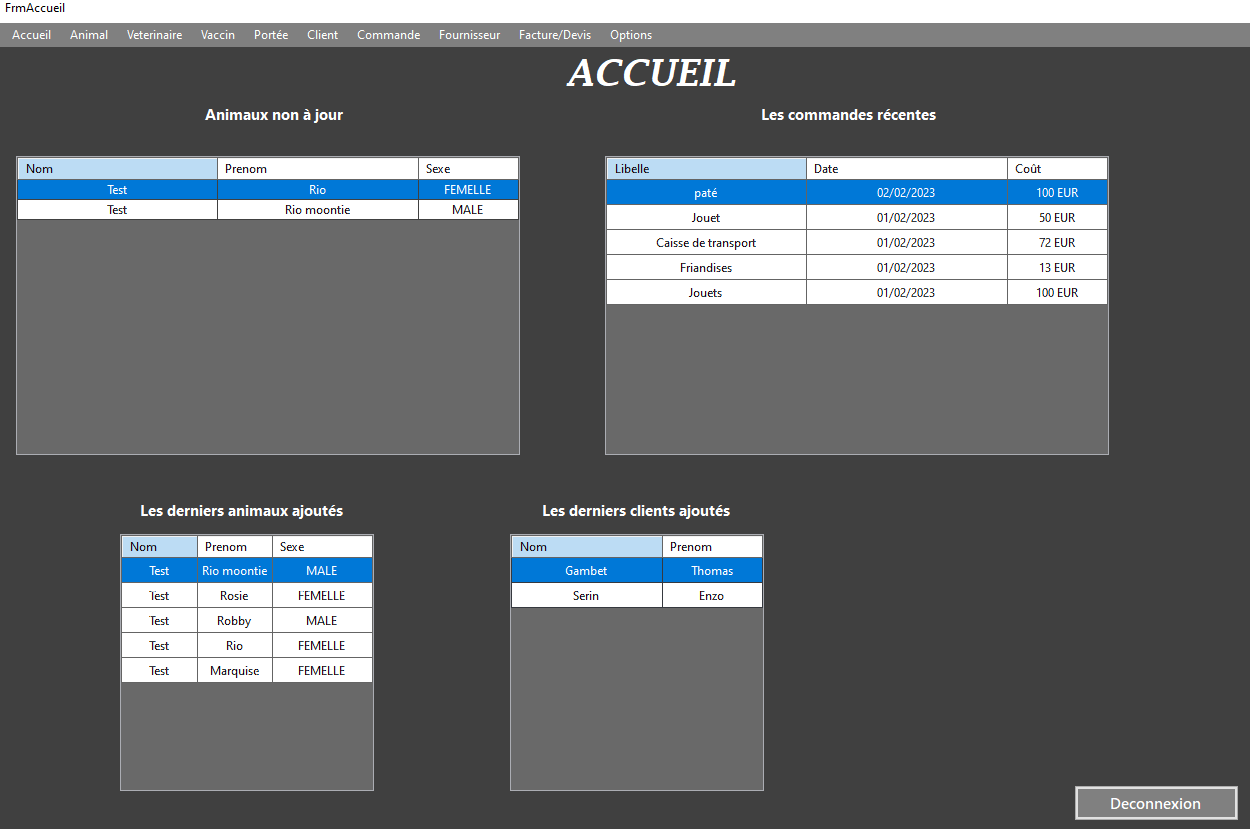 FrmAccueil
Accueil Animal Veterinaire Vaccin Portée Client Commande Fournisseur Facture/Devis Options
ACCUEIL
Animaux non à jour
Nom Prenom Sexe
Test Rio FEMELLE
Test Rio moontie MALE
Les commandes récentes
Libelle Date Coût
paté 02/02/2023 100 EUR
Jouet 01/02/2023 50 EUR
Caisse de transport 01/02/2023 72 EUR
Friandises 01/02/2023 13 EUR
Jouets 01/02/2023 100 EUR
Les derniers animaux ajoutés
Nom Prenom Sexe
Test Rio moontie MALE
Test Rosie FEMELLE
Test Robby MALE
Test Rio FEMELLE
Test Marquise FEMELLE
Les derniers clients ajoutés
Nom Prenom
Gambet Thomas
Serin Enzo
Deconnexion